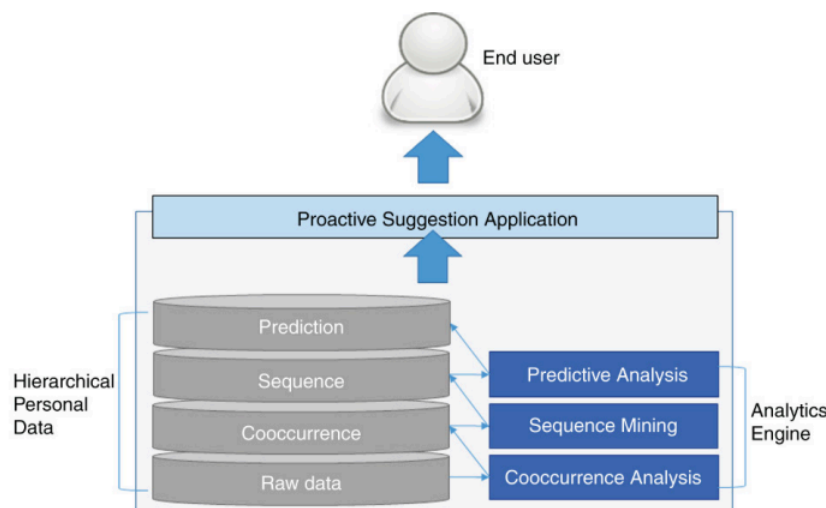 End user
Proactive Suggestion Application
Hierarchical
Personal
Data
Prediction
Sequence
Cooccurrence
Raw data
Predictive Analysis
Sequence Mining
Cooccurrence Analysis
Analytics
Engine